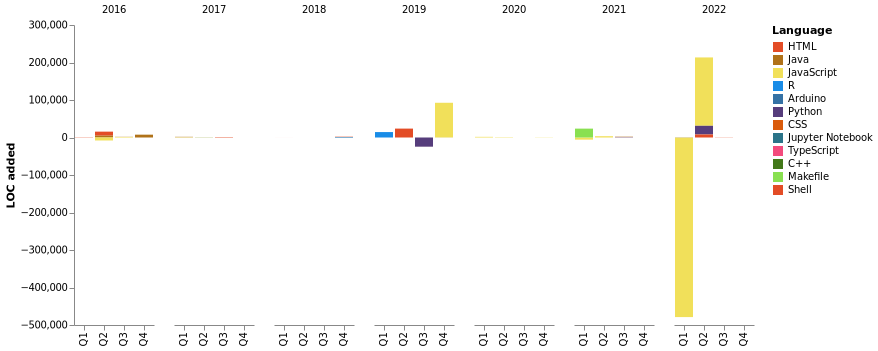 2016 2017 2018 2019 2020 2021 2022
LOC added
300,000
200,000
100,000
0
−100,000
−200,000
−300,000
−400,000
−500,000
Q1 Q2 Q3 Q4 Q1 Q2 Q3 Q4 Q1 Q2 Q3 Q4 Q1 Q2 Q3 Q4 Q1 Q2 Q3 Q4 Q1 Q2 Q3 Q4 Q1 Q2 Q3 Q4
Language
HTML
Java
JavaScript
R
Arduino
Python
CSS
Jupyter Notebook
TypeScript
C++
Makefile
Shell